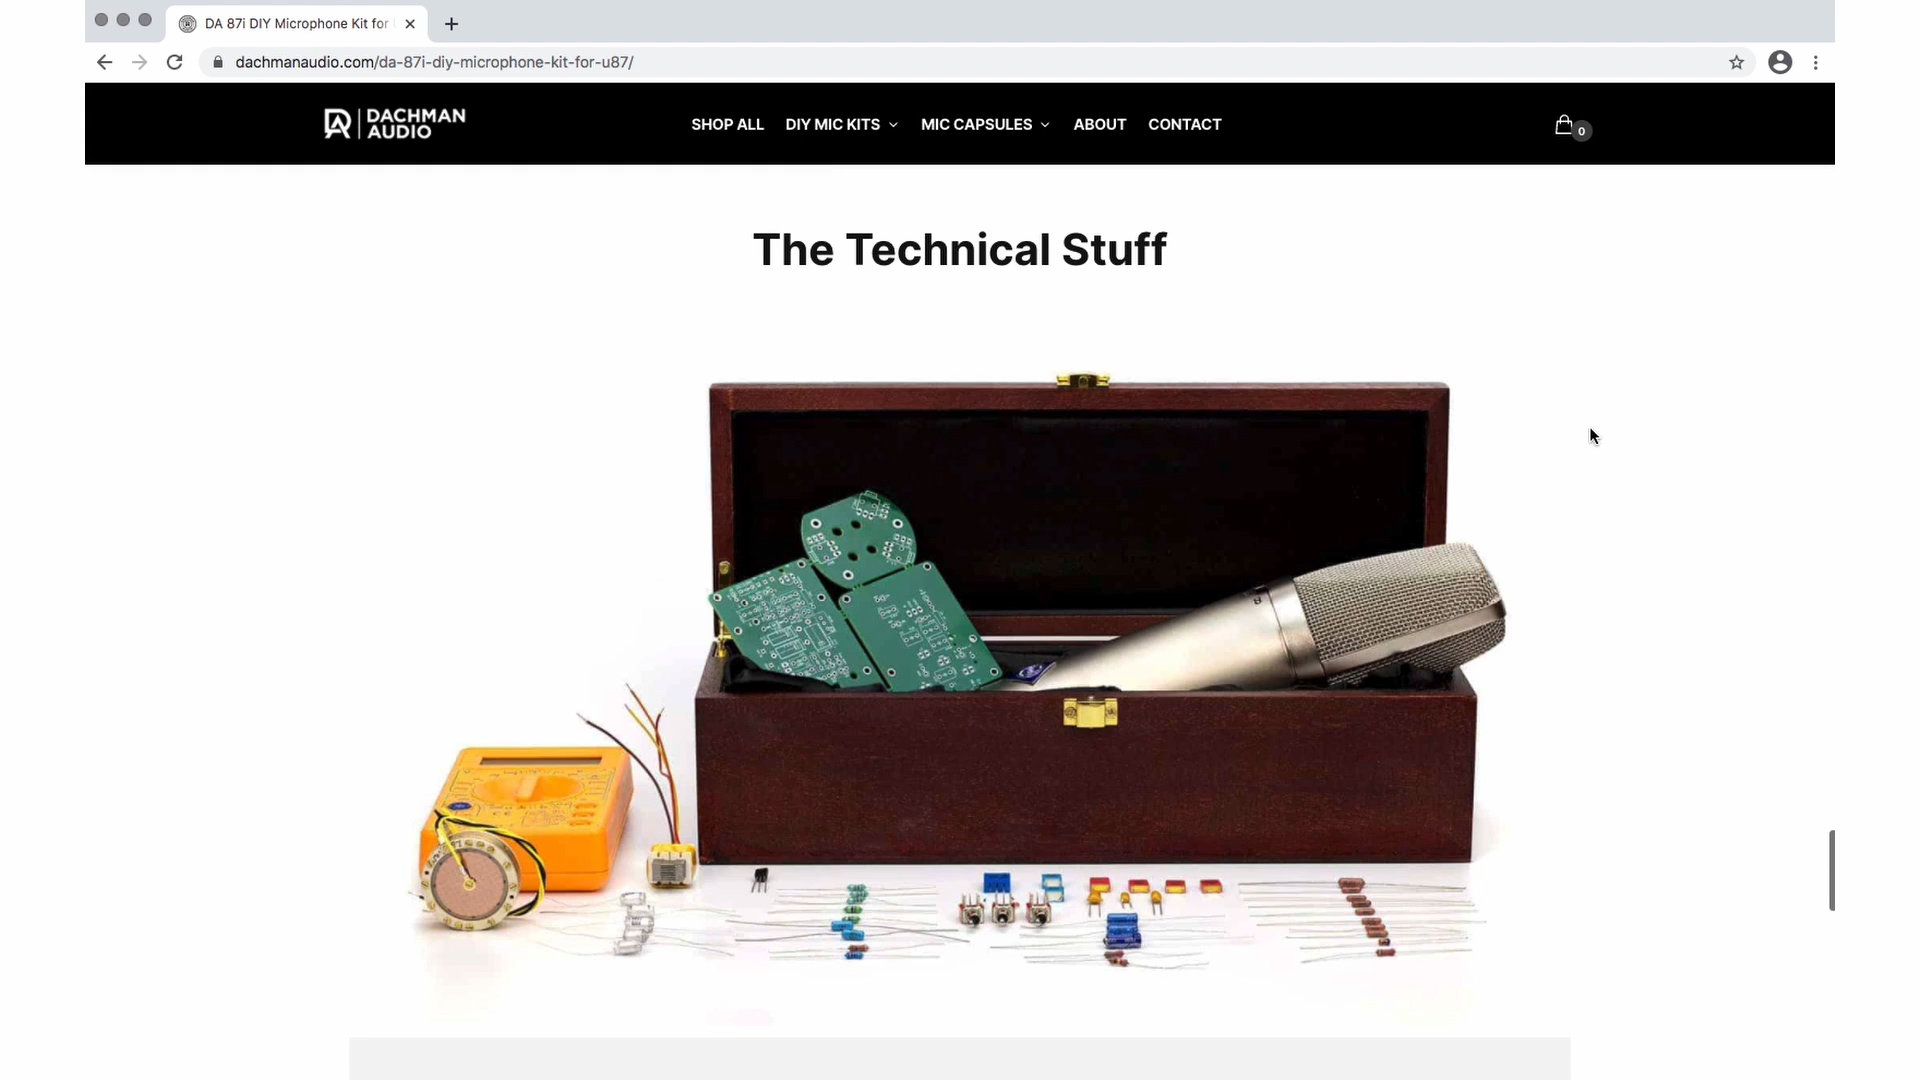 DA 87i DIY Microphone Kit for
dachmanaudio.com/da-87i-diy-microphone-kit-for-u87/
DACHMAN
AUDIO
SHOP ALL DIY MIC KITS MIC CAPSULES ABOUT CONTACT
0
The Technical Stuff